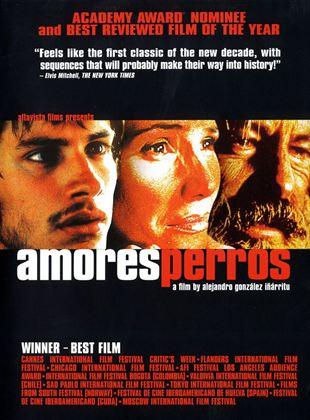 ACADEMY AWARD® NOMINEE
and BEST REVIEWED FILM OF THE YEAR
“Feels like the first classic of the new decade, with
sequences that will probably make their way into history!”
– Elvis Mitchell, THE NEW YORK TIMES
altavista films presents
amores perros
a film by alejandro gonzález iñárritu
WINNER - BEST FILM
CANNES INTERNATIONAL FILM FESTIVAL CRITIC'S WEEK • FLANDERS INTERNATIONAL FILM
FESTIVAL • CHICAGO INTERNATIONAL FILM FESTIVAL • AFI LOS ANGELES AUDIENCE
AWARD • INTERNATIONAL FILM FESTIVAL BOGOTA [COLOMBIA] • VALDIVIA INTERNATIONAL FILM FESTIVAL
[CHILE] • SAO PAULO INTERNATIONAL FILM FESTIVAL • TOKYO INTERNATIONAL FILM FESTIVAL • FILMS
FROM SOUTH FESTIVAL [NORWAY] • FESTIVAL DE CINE IBEROAMERICANO DE HUELVA [SPAIN] • FESTIVAL
DE CINE IBEROAMERICANO [CUBA] • MOSCOW INTERNATIONAL FILM FESTIVAL